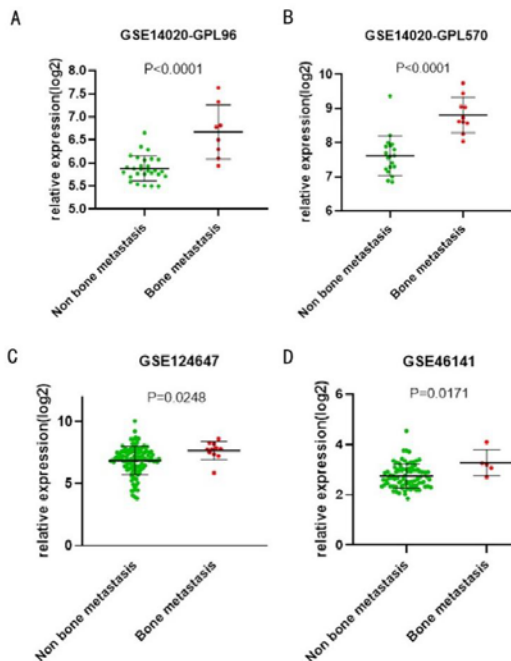 A
GSE14020-GPL96
P<0.0001
relative expression(log2)
8.0
7.5
7.0
6.5
6.0
5.5
5.0
Non bone metastasis
Bone metastasis
B
GSE14020-GPL570
P<0.0001
relative expression(log2)
10
9
8
7
6
Non bone metastasis
Bone metastasis
C
GSE124647
P=0.0248
relative expression(log2)
10
5
0
Non bone metastasis
Bone metastasis
D
GSE46141
P=0.0171
relative expression(log2)
6
4
2
0
Non bone metastasis
Bone metastasis